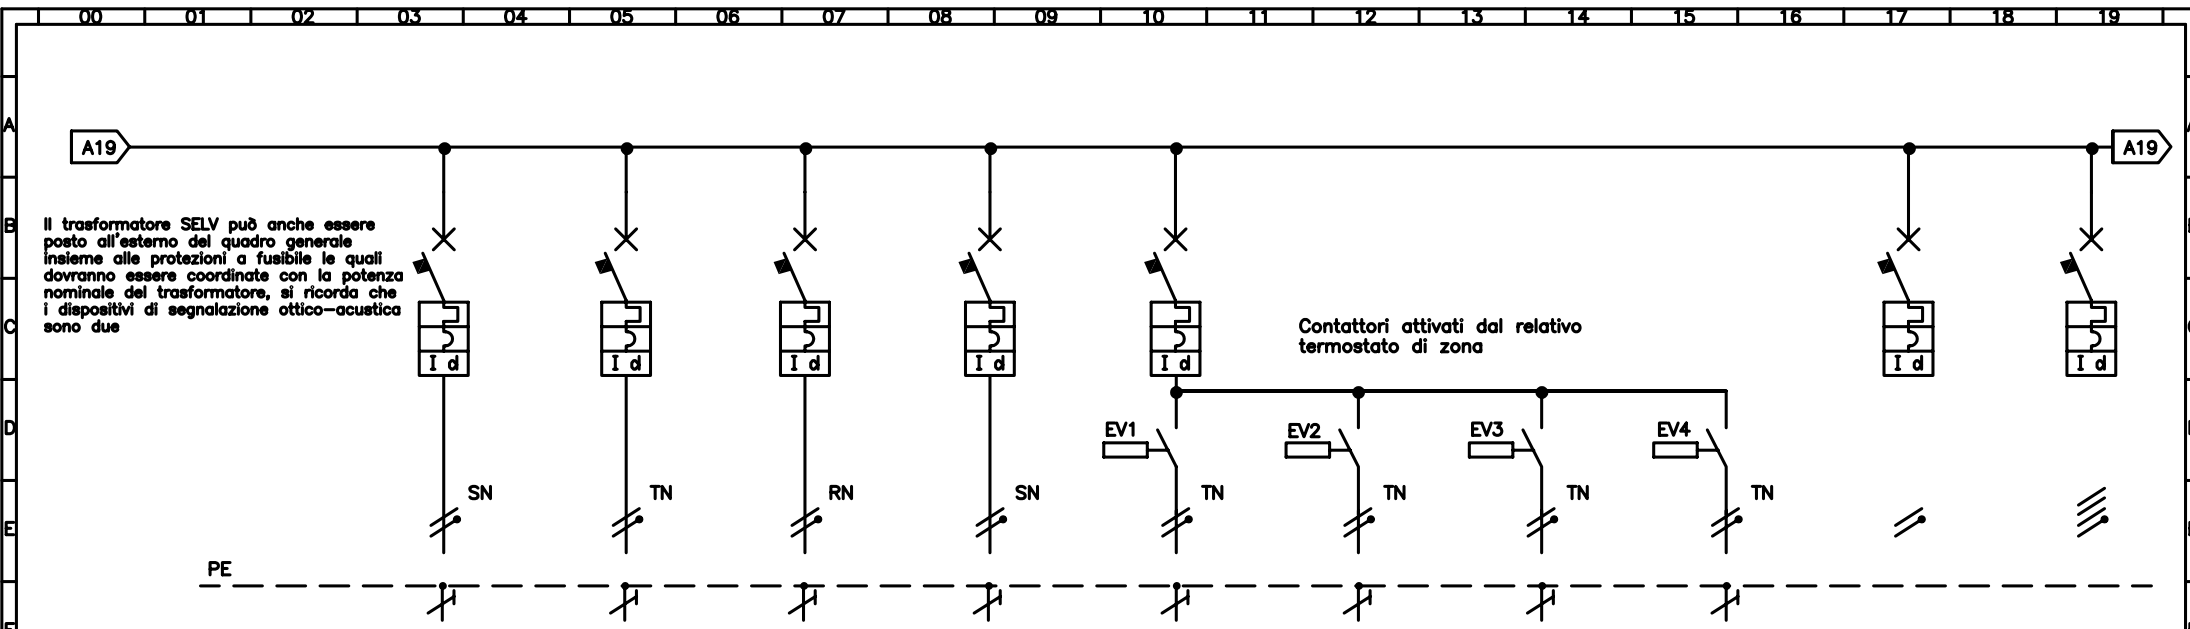 00 01 02 03 04 05 06 07 08 09 10 11 12 13 14 15 16 17 18 19
A
A19 A19
B
Il trasformatore SELV può anche essere
posto all'esterno del quadro generale
insieme alle protezioni a fusibile le quali
dovranno essere coordinate con la potenza
nominale del trasformatore, si ricorda che
i dispositivi di segnalazione ottico-acustica
sono due
C
Contattori attivati dal relativo
termostato di zona
I d I d I d I d I d I d I d
D
EV1 EV2 EV3 EV4
SN TN RN SN TN TN TN TN
E
PE